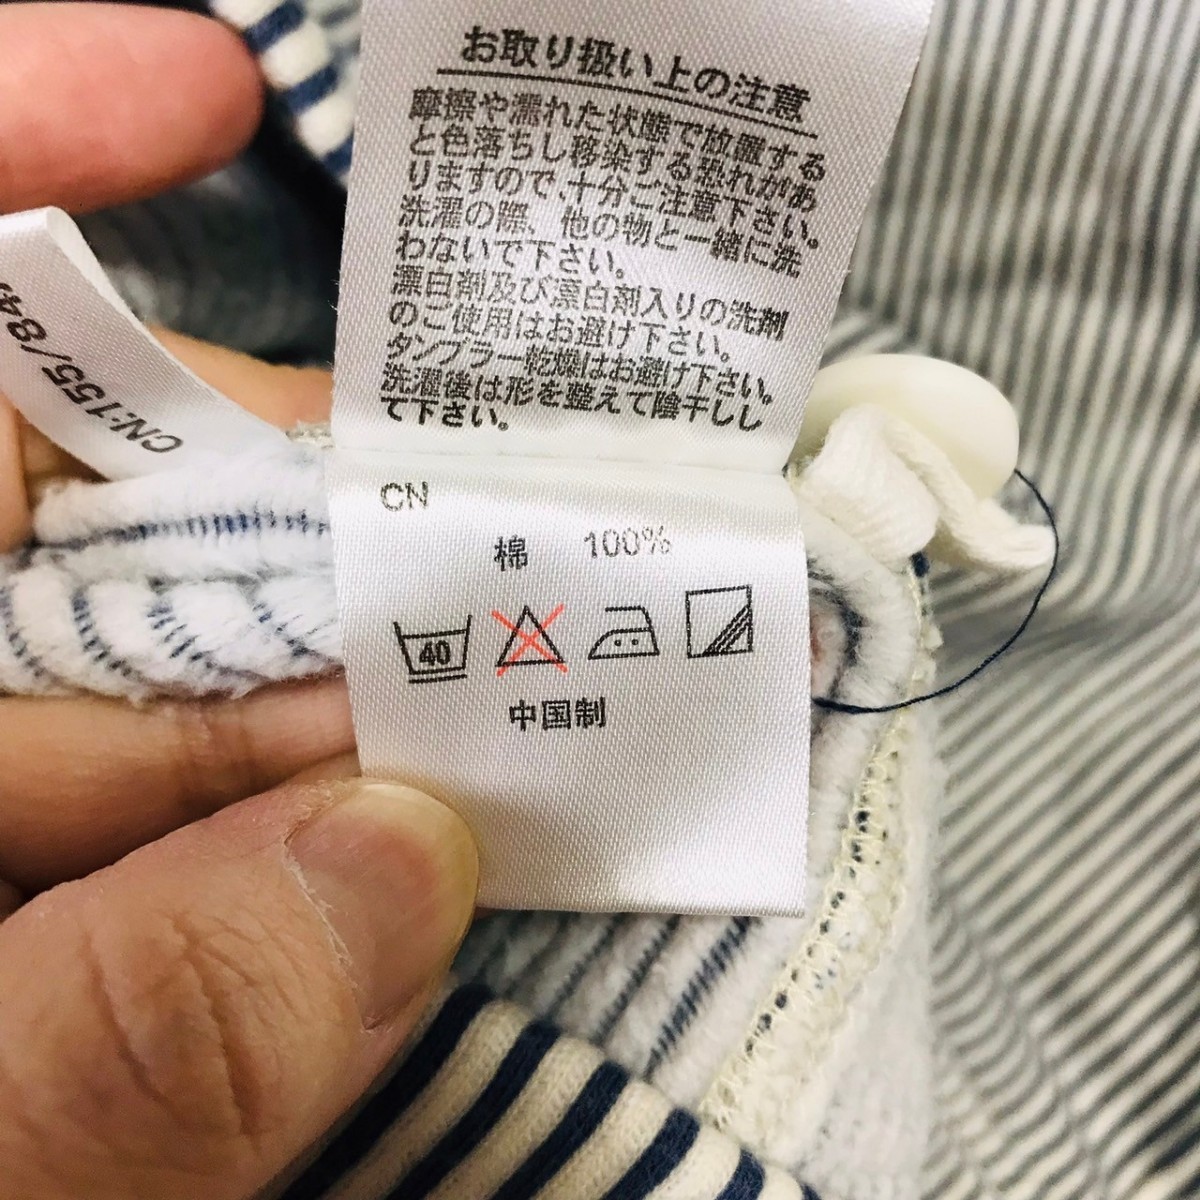 お取り扱い上の注意
摩擦や濡れた状態で放置する
と色落ちし移染する恐れがあ
りますので、十分ご注意下さい。
洗濯の際、他の物と一緒に洗
わないで下さい。
漂白剤及び漂白剤入りの洗剤
のご使用はお避け下さい。
タンブラー乾燥はお避け下さい。
洗濯後は形を整えて陰干しし
て下さい。
CN:155/84
CN
棉 100%
40
中国制